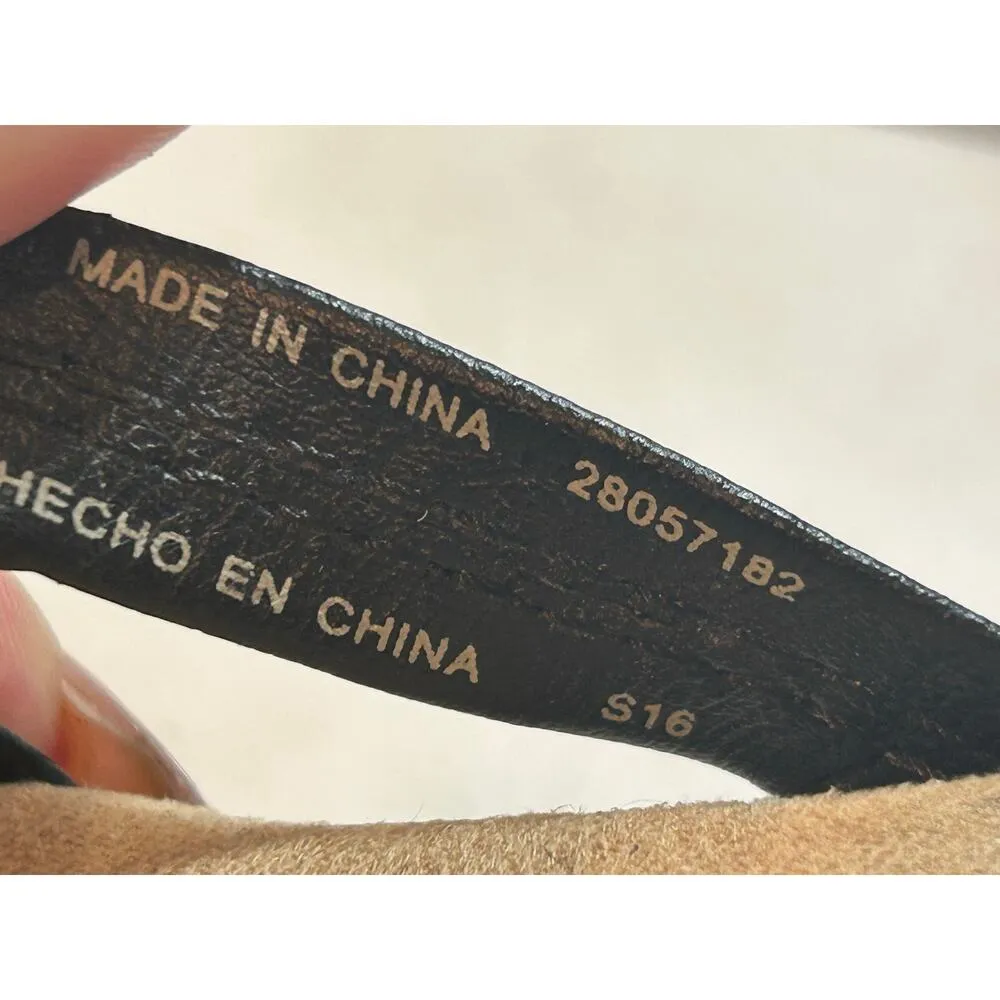 MADE IN CHINA 28057182
HECHO EN CHINA S16